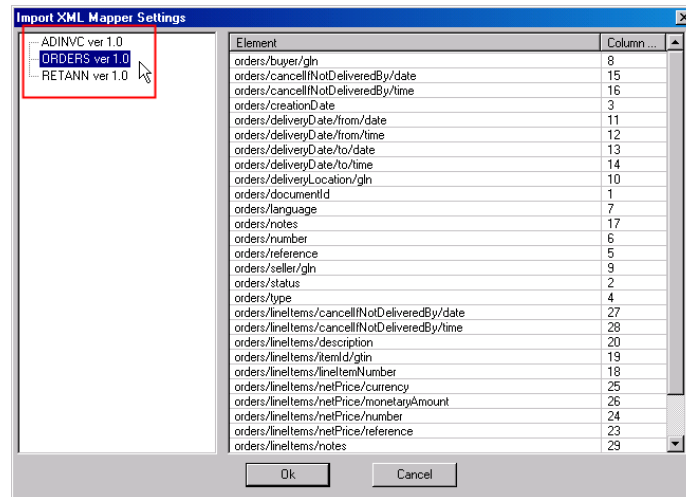 Import XML Mapper Settings
ADINVC ver 1.0
ORDERS ver 1.0
RETANN ver 1.0
Element Column ...
orders/buyer/gln 8
orders/cancelIfNotDeliveredBy/date 15
orders/cancelIfNotDeliveredBy/time 16
orders/creationDate 3
orders/deliveryDate/from/date 11
orders/deliveryDate/from/time 12
orders/deliveryDate/to/date 13
orders/deliveryDate/to/time 14
orders/deliveryLocation/gln 10
orders/documentId 1
orders/language 7
orders/notes 17
orders/number 6
orders/reference 5
orders/seller/gln 9
orders/status 2
orders/type 4
orders/lineItems/cancelIfNotDeliveredBy/date 27
orders/lineItems/cancelIfNotDeliveredBy/time 28
orders/lineItems/description 20
orders/lineItems/itemId/gtin 19
orders/lineItems/lineItemNumber 18
orders/lineItems/netPrice/currency 25
orders/lineItems/netPrice/monetaryAmount 26
orders/lineItems/netPrice/number 24
orders/lineItems/netPrice/reference 23
orders/lineItems/notes 29
Ok Cancel